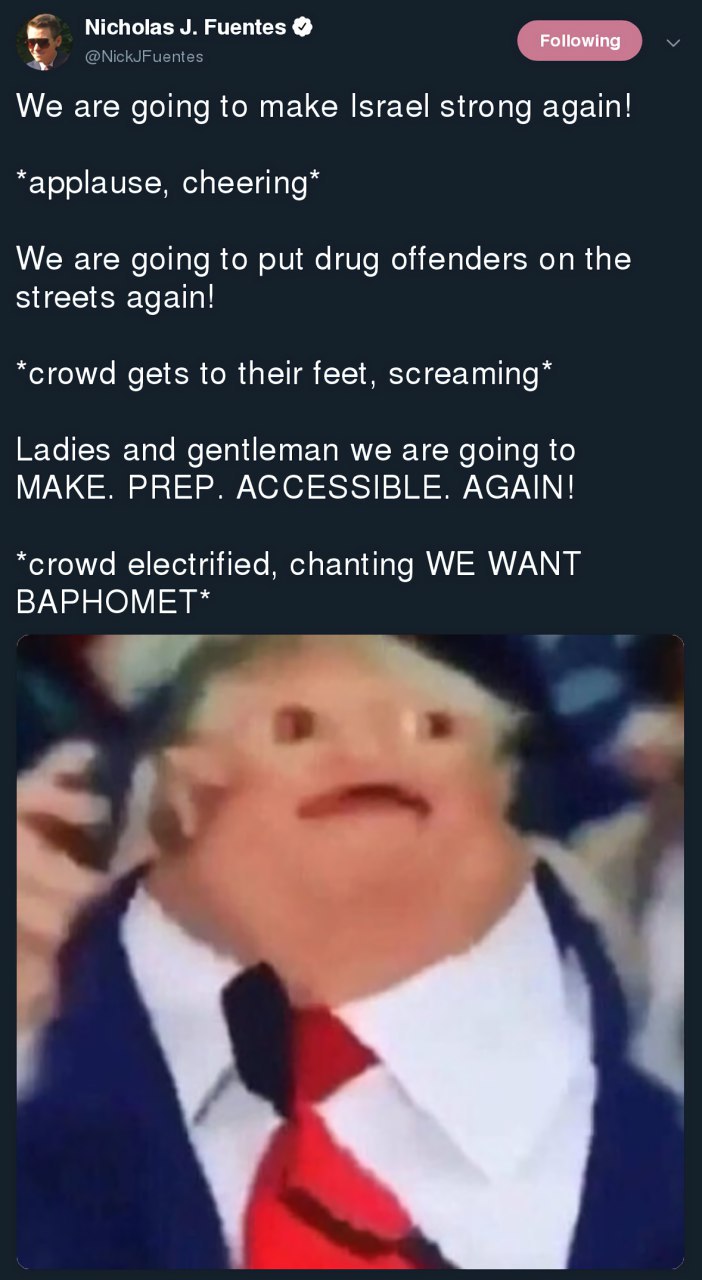 Nicholas J. Fuentes
@NickJFuentes
Following
We are going to make Israel strong again!
*applause, cheering*
We are going to put drug offenders on the
streets again!
*crowd gets to their feet, screaming*
Ladies and gentleman we are going to
MAKE. PREP. ACCESSIBLE. AGAIN!
*crowd electrified, chanting WE WANT
BAPHOMET*